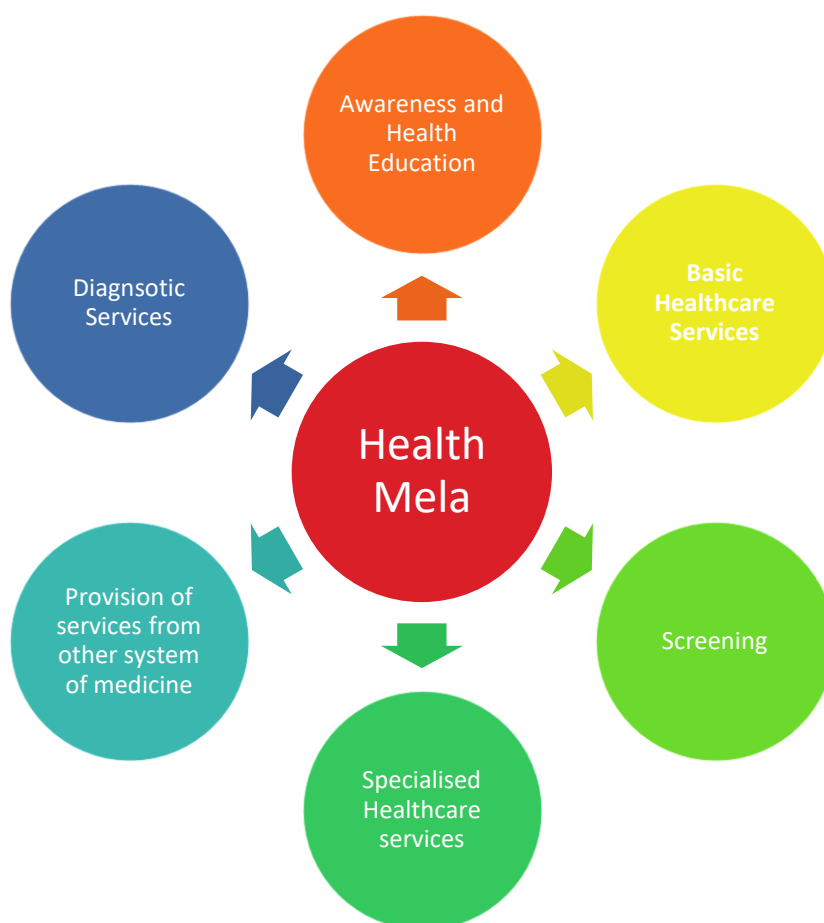 Awareness and
Health
Education
Basic
Healthcare
Services
Screening
Specialised
Healthcare
services
Provision of
services from
other system
of medicine
Diagnsotic
Services
Health
Mela